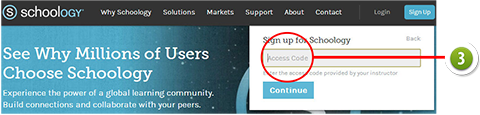 S schoology Why Schoology Solutions Markets Support About Contact Login Sign Up
See Why Millions of Users
Choose Schoology
Experience the power of a global learning community.
Build connections and collaborate with your peers.
Sign up for Schoology Back
Access Code
Enter the access code provided by your instructor
Continue
3